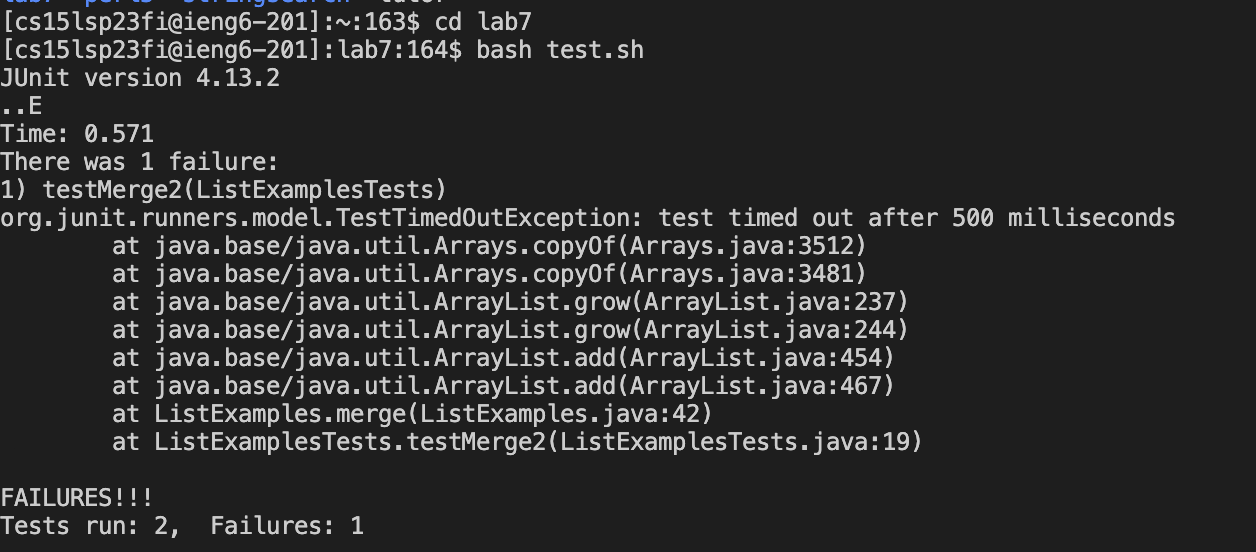 [cs15lsp23fi@ieng6-201]:~:163$ cd lab7
[cs15lsp23fi@ieng6-201]:lab7:164$ bash test.sh
JUnit version 4.13.2
..E
Time: 0.571
There was 1 failure:
1) testMerge2(ListExamplesTests)
org.junit.runners.model.TestTimedOutException: test timed out after 500 milliseconds
        at java.base/java.util.Arrays.copyOf(Arrays.java:3512)
        at java.base/java.util.Arrays.copyOf(Arrays.java:3481)
        at java.base/java.util.ArrayList.grow(ArrayList.java:237)
        at java.base/java.util.ArrayList.grow(ArrayList.java:244)
        at java.base/java.util.ArrayList.add(ArrayList.java:454)
        at java.base/java.util.ArrayList.add(ArrayList.java:467)
        at ListExamples.merge(ListExamples.java:42)
        at ListExamplesTests.testMerge2(ListExamplesTests.java:19)
FAILURES!!!
Tests run: 2,  Failures: 1